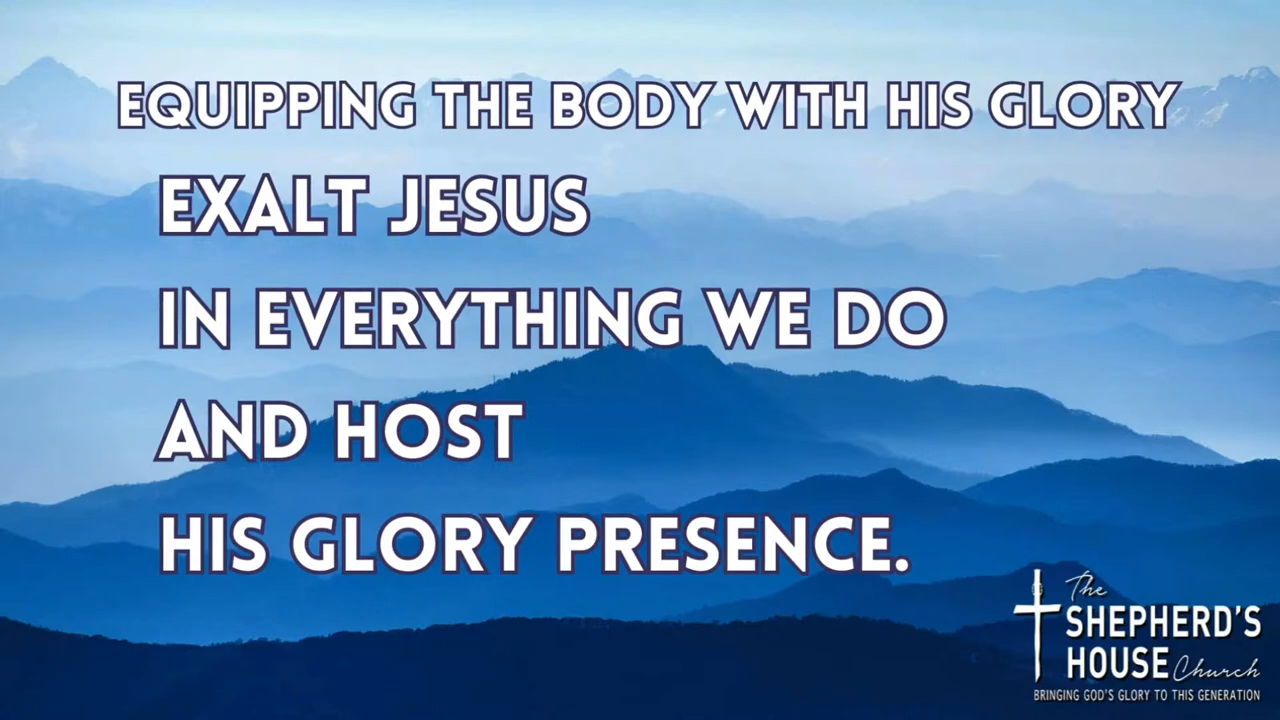 EQUIPPING THE BODY WITH HIS GLORY
EXALT JESUS
IN EVERYTHING WE DO
AND HOST
HIS GLORY PRESENCE.
The
SHEPHERD'S
HOUSE Church
BRINGING GOD'S GLORY TO THIS GENERATION